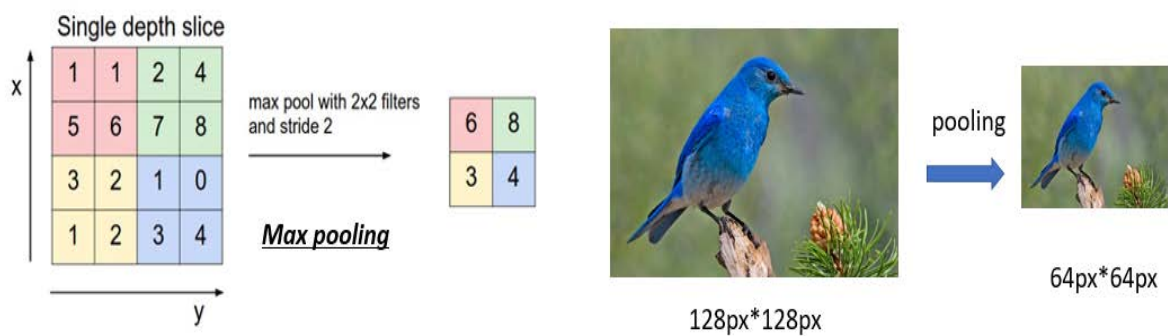 Single depth slice
x
1 1 2 4
5 6 7 8
3 2 1 0
1 2 3 4
y
max pool with 2x2 filters
and stride 2
Max pooling
6 8
3 4
128px*128px
pooling
64px*64px